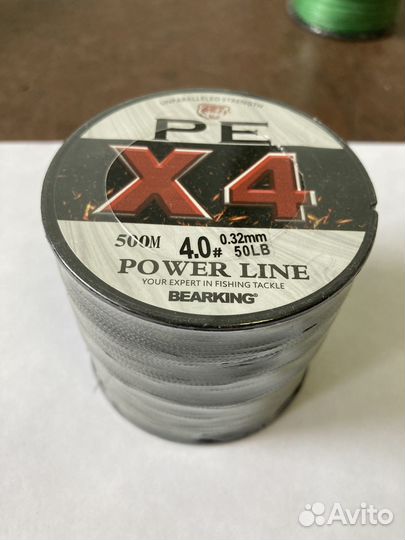 UNPARALLELED STRENGTH
PE
X4
500M 4.0# 0.32mm
50LB
POWER LINE
YOUR EXPERT IN FISHING TACKLE
BEARKING®
Avito